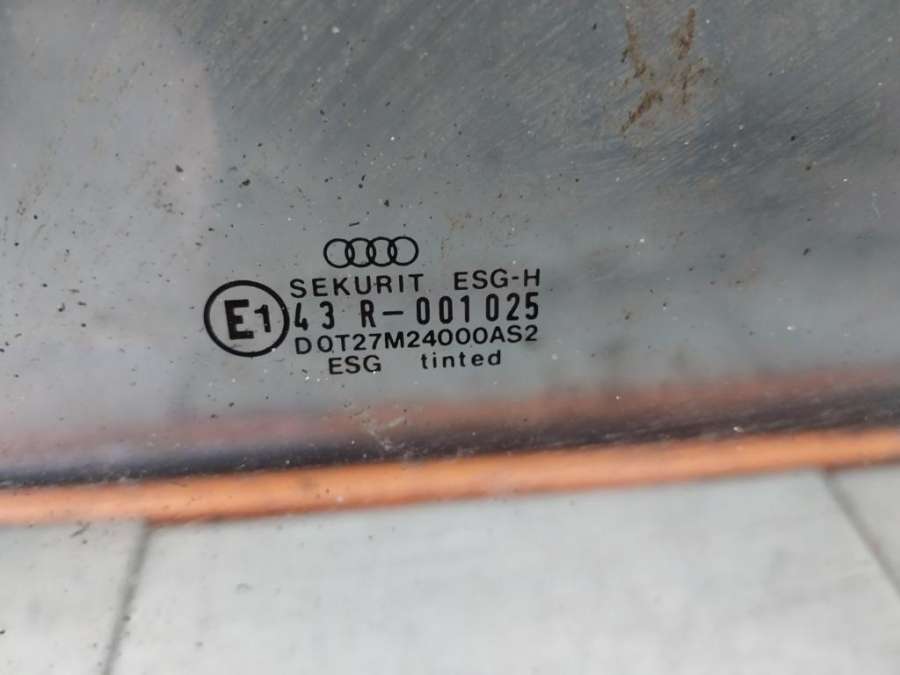 SEKURIT ESG-H
E1 43 R-001025
DOT27M24000AS2
ESG tinted